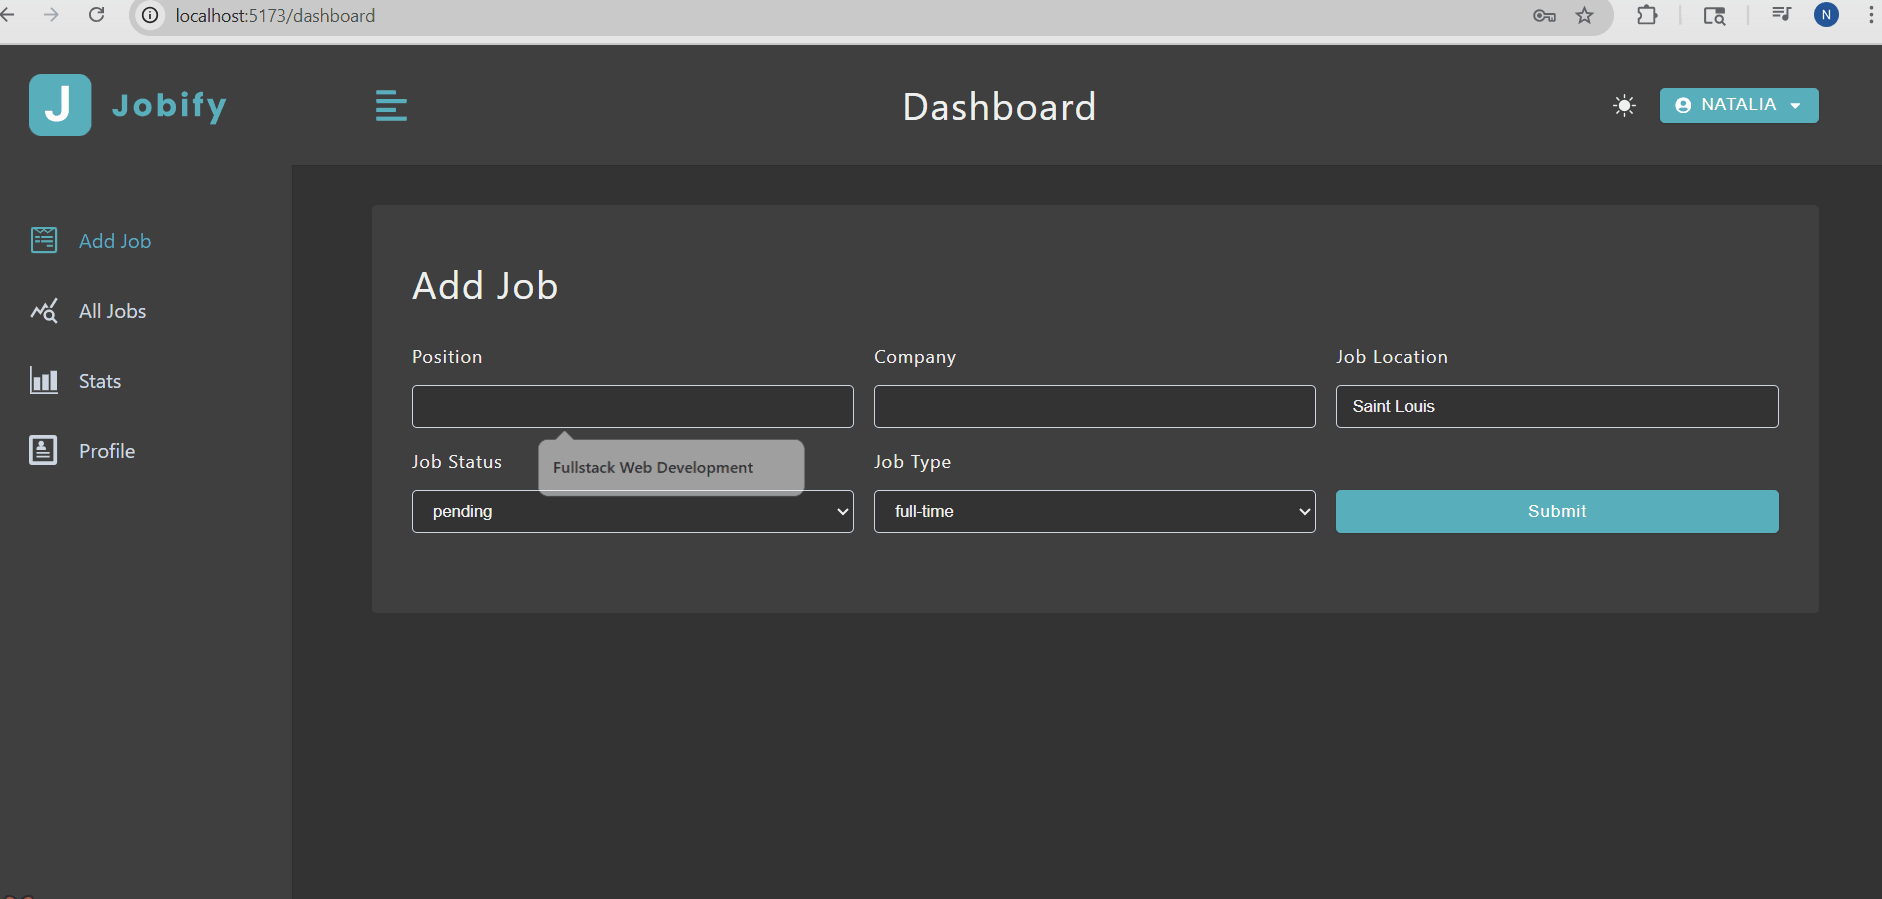 localhost:5173/dashboard
N
J Jobify
Dashboard
NATALIA
Add Job
All Jobs
Stats
Profile
Add Job
Position
Company
Job Location
Saint Louis
Fullstack Web Development
Job Status
Job Type
pending
full-time
Submit